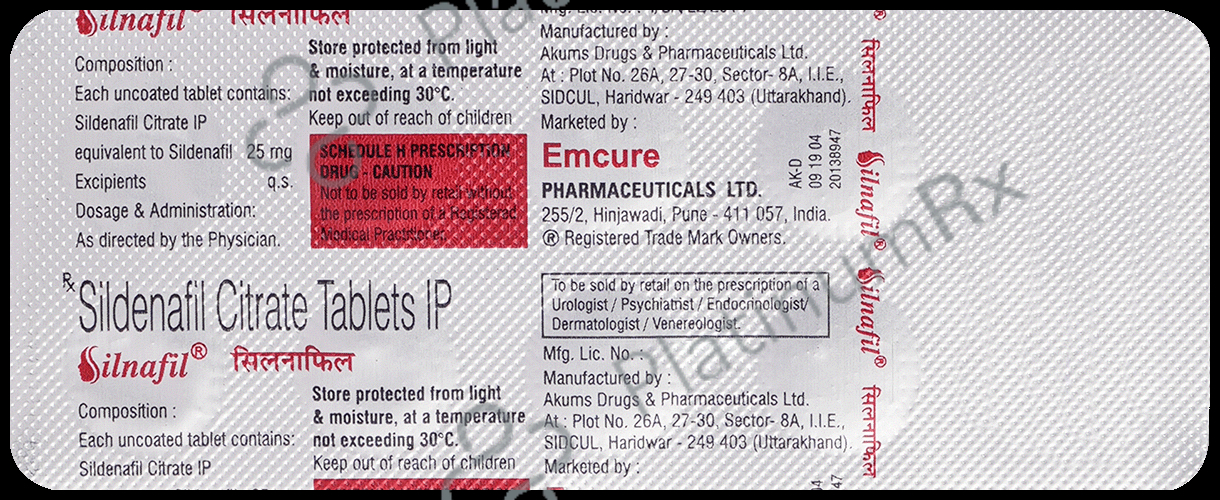 Silnafil® सिलनाफिल
Composition :
Each uncoated tablet contains:
Sildenafil Citrate IP
equivalent to Sildenafil 25 mg
Excipients q.s.
Dosage & Administration:
As directed by the Physician.
Store protected from light
& moisture, at a temperature
not exceeding 30°C.
Keep out of reach of children
SCHEDULE H PRESCRIPTION
DRUG - CAUTION
Not to be sold by retail without
the prescription of a Registered
Medical Practitioner.
Manufactured by :
Akums Drugs & Pharmaceuticals Ltd.
At : Plot No. 26A, 27-30, Sector- 8A, I.I.E.,
SIDCUL, Haridwar - 249 403 (Uttarakhand).
Marketed by :
Emcure
PHARMACEUTICALS LTD.
255/2, Hinjawadi, Pune - 411 057, India.
® Registered Trade Mark Owners.
AK-D
09 19 04
20138947
®
सिलनाफिल
Silnafil®
Silnafil®
सिलनाफिल
Rx Sildenafil Citrate Tablets IP
Silnafil® सिलनाफिल
Composition :
Each uncoated tablet contains:
Sildenafil Citrate IP
Store protected from light
& moisture, at a temperature
not exceeding 30°C.
Keep out of reach of children
To be sold by retail on the prescription of a
Urologist / Psychiatrist / Endocrinologist/
Dermatologist / Venereologist.
Mfg. Lic. No. :
Manufactured by :
Akums Drugs & Pharmaceuticals Ltd.
At : Plot No. 26A, 27-30, Sector- 8A, I.I.E.,
SIDCUL, Haridwar - 249 403 (Uttarakhand).
Marketed by :
04
47
PlatinumRx